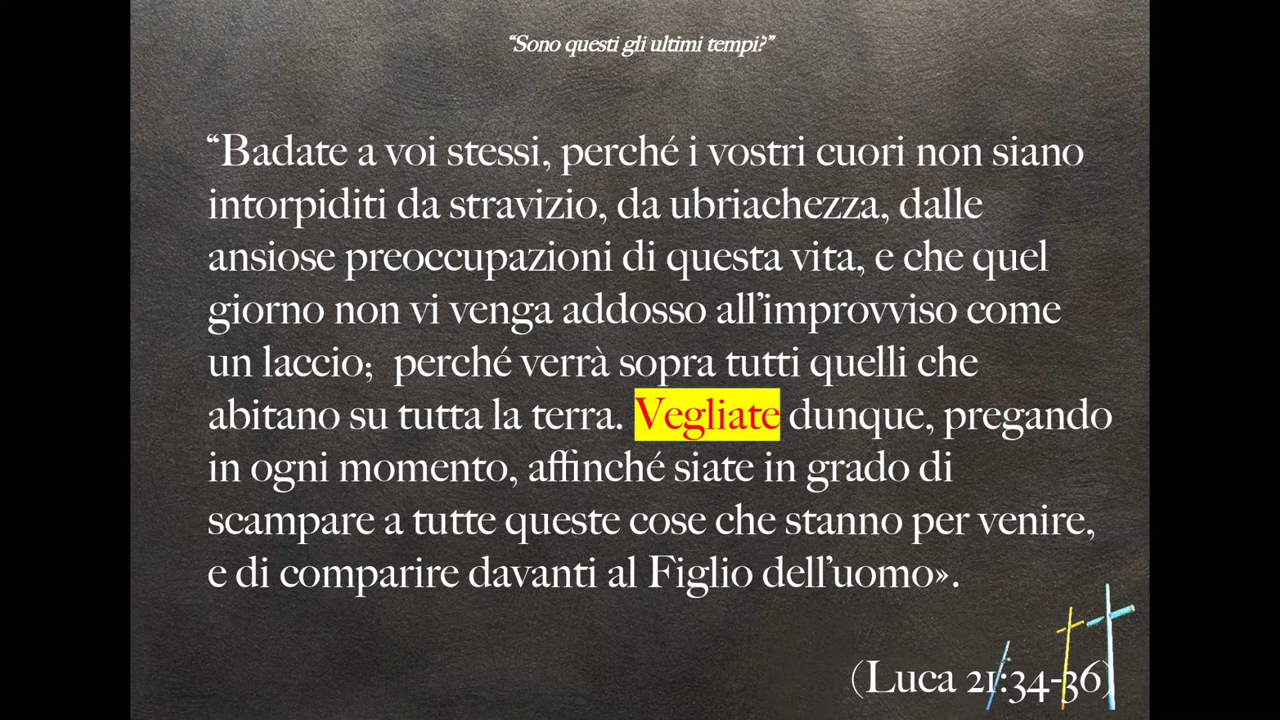 “Sono questi gli ultimi tempi?”
“Badate a voi stessi, perché i vostri cuori non siano
intorpiditi da stravizio, da ubriachezza, dalle
ansiose preoccupazioni di questa vita, e che quel
giorno non vi venga addosso all’improvviso come
un laccio;  perché verrà sopra tutti quelli che
abitano su tutta la terra. Vegliate dunque, pregando
in ogni momento, affinché siate in grado di
scampare a tutte queste cose che stanno per venire,
e di comparire davanti al Figlio dell’uomo».
(Luca 21:34-36)